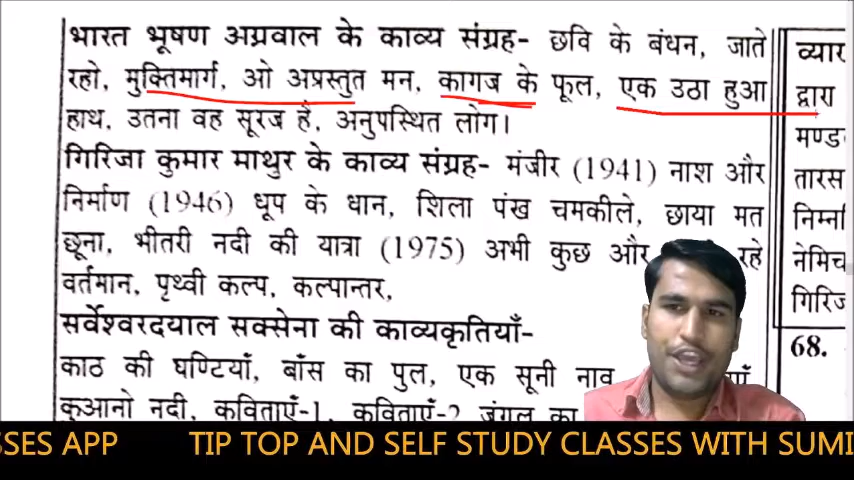 भारत भूषण अग्रवाल के काव्य संग्रह- छवि के बंधन, जाते
रहो, मुक्तिमार्ग, ओ अप्रस्तुत मन, कागज के फूल, एक उठा हुआ
हाथ, उतना वह सूरज है, अनुपस्थित लोग।
गिरिजा कुमार माथुर के काव्य संग्रह- मंजीर (1941) नाश और
निर्माण (1946) धूप के धान, शिला पंख चमकीले, छाया मत
छूना, भीतरी नदी की यात्रा (1975) अभी कुछ और रहे
वर्तमान, पृथ्वी कल्प, कल्पान्तर,
सर्वेश्वरदयाल सक्सेना की काव्यकृतियाँ-
काठ की घण्टियाँ, बाँस का पुल, एक सूनी नाव
कुआनो नदी, कविताएँ-1, कविताएँ-2 जंगल का
व्यार
द्वारा
मण्ड
तारस
निम्नि
नेमिच
गिरिज
68.
SSES APP TIP TOP AND SELF STUDY CLASSES WITH SUMI